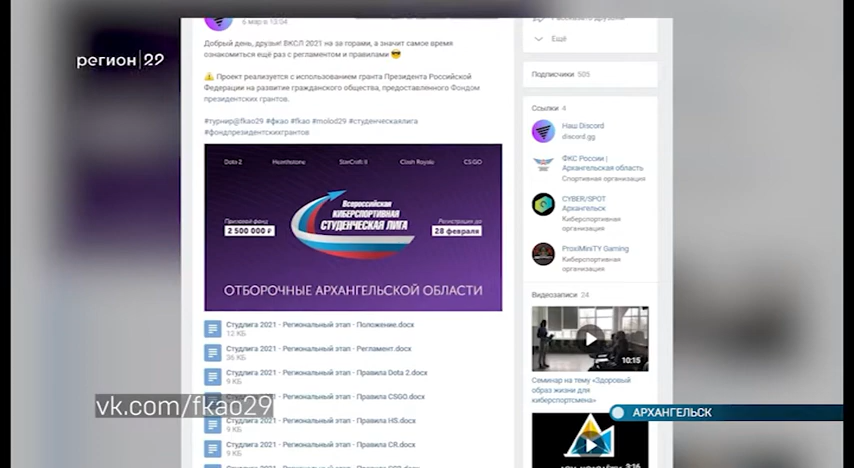 6 мар в 13:04
регион|29
Добрый день, друзья! ВКСЛ 2021 на за горами, а значит самое время
ознакомиться ещё раз с регламентом и правилами
Проект реализуется с использованием гранта Президента Российской
Федерации на развитие гражданского общества, предоставленного Фондом
президентских грантов.
#турнир@fkao29 #фкао #fkao #molod29 #студенческаялига
#фондпрезидентскихгрантов
Dota 2
Hearthstone
StarCraft II
Clash Royale
CS:GO
Всероссийская
КИБЕРСПОРТИВНАЯ
СТУДЕНЧЕСКАЯ ЛИГА
Призовой фонд
2 500 000 ₽
Регистрация до
28 февраля
ОТБОРОЧНЫЕ АРХАНГЕЛЬСКОЙ ОБЛАСТИ
Студлига 2021 - Региональный этап - Положение.docx
12 КБ
Студлига 2021 - Региональный этап - Регламент.docx
36 КБ
Студлига 2021 - Региональный этап - Правила Dota 2.docx
9 КБ
Студлига 2021 - Региональный этап - Правила CSGO.docx
Студлига 2021 - Региональный этап - Правила HS.docx
9 КБ
Студлига 2021 - Региональный этап - Правила CR.docx
9 КБ
Рассказать друзьям
Ещё
Подписчики 505
Ссылки 4
Наш Discord
discord.gg
ФКС России |
Архангельская область
Спортивная организация
CYBER/SPOT
Архангельск
Киберспортивная
организация
ProxiMiniTY Gaming
Киберспортивная
организация
Видеозаписи 24
10:15
Семинар на тему «Здоровый
образ жизни для
киберспортсмена»
3:16
vk.com/fkao29
АРХАНГЕЛЬСК